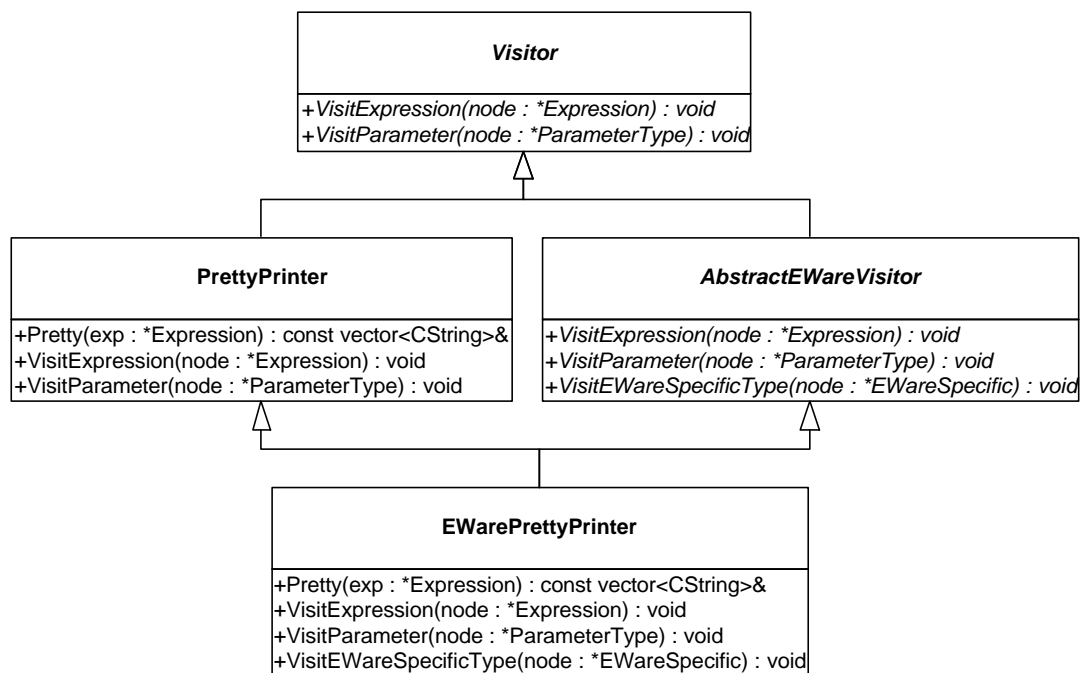 Visitor
+VisitExpression(node : *Expression) : void
+VisitParameter(node : *ParameterType) : void
PrettyPrinter
+Pretty(exp : *Expression) : const vector<CString>&
+VisitExpression(node : *Expression) : void
+VisitParameter(node : *ParameterType) : void
AbstractEWareVisitor
+VisitExpression(node : *Expression) : void
+VisitParameter(node : *ParameterType) : void
+VisitEWareSpecificType(node : *EWareSpecific) : void
EWarePrettyPrinter
+Pretty(exp : *Expression) : const vector<CString>&
+VisitExpression(node : *Expression) : void
+VisitParameter(node : *ParameterType) : void
+VisitEWareSpecificType(node : *EWareSpecific) : void